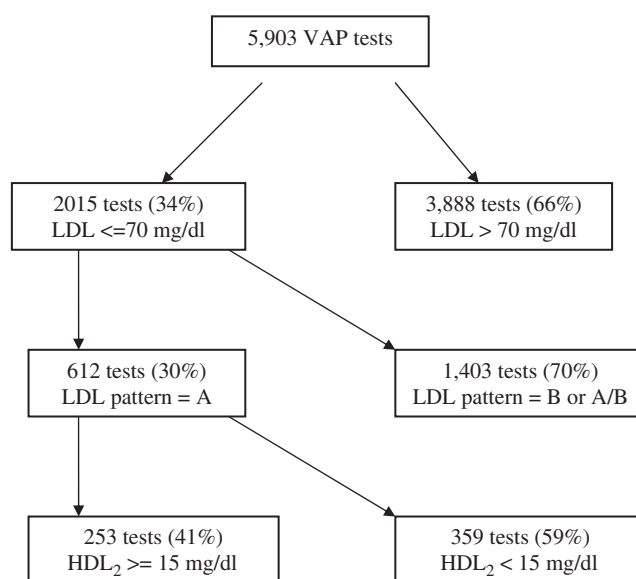 5,903 VAP tests
2015 tests (34%)
LDL <=70 mg/dl
3,888 tests (66%)
LDL > 70 mg/dl
612 tests (30%)
LDL pattern = A
1,403 tests (70%)
LDL pattern = B or A/B
253 tests (41%)
HDL₂ >= 15 mg/dl
359 tests (59%)
HDL₂ < 15 mg/dl